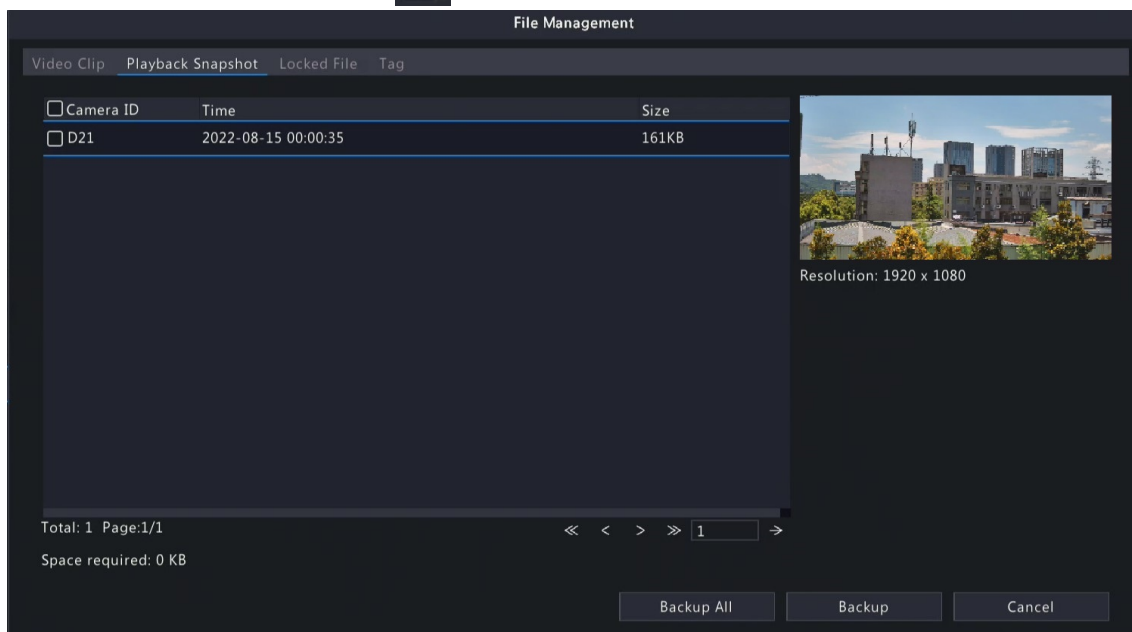 File Management
Video Clip Playback Snapshot Locked File Tag
Camera ID Time Size
D21 2022-08-15 00:00:35 161KB
Resolution: 1920 x 1080
Total: 1 Page:1/1 1
Space required: 0 KB
Backup All Backup Cancel